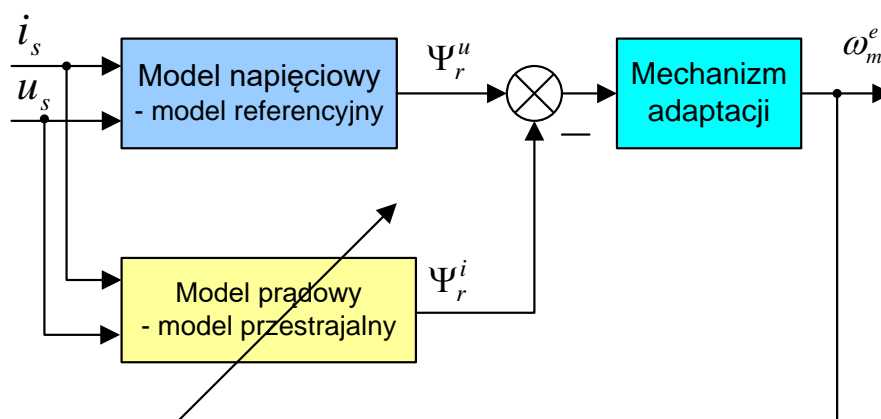 i_s
u_s
Model napięciowy
- model referencyjny
Ψ_r^u
–
Mechanizm
adaptacji
ω_m^e
Model prądowy
- model przestrajalny
Ψ_r^i